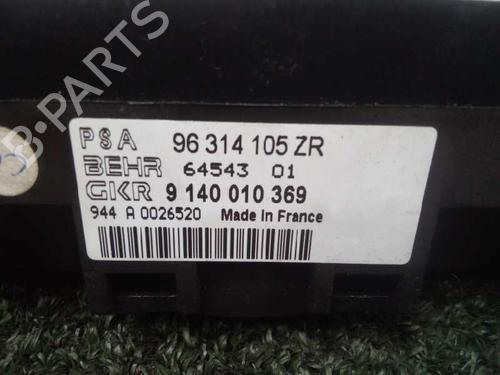 B-PARTS
PSA 96 314 105 ZR
BEHR 64543 01
GKR 9 140 010 369
944 A 0026520 Made in France